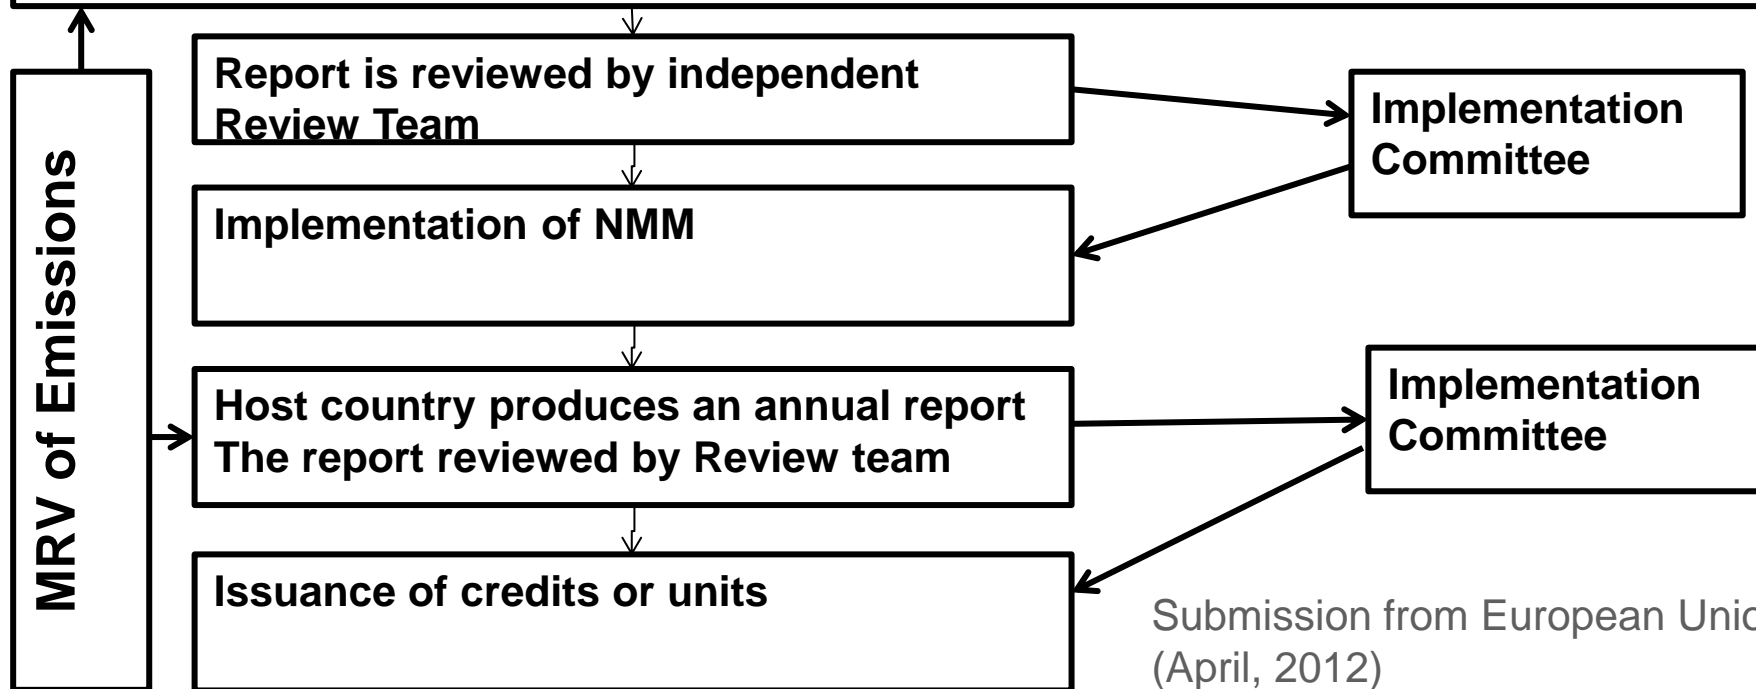 Report is reviewed by independent
Review Team
Implementation
Committee
MRV of Emissions
Implementation of NMM
Host country produces an annual report
The report reviewed by Review team
Implementation
Committee
Issuance of credits or units
Submission from European
(April, 2012)